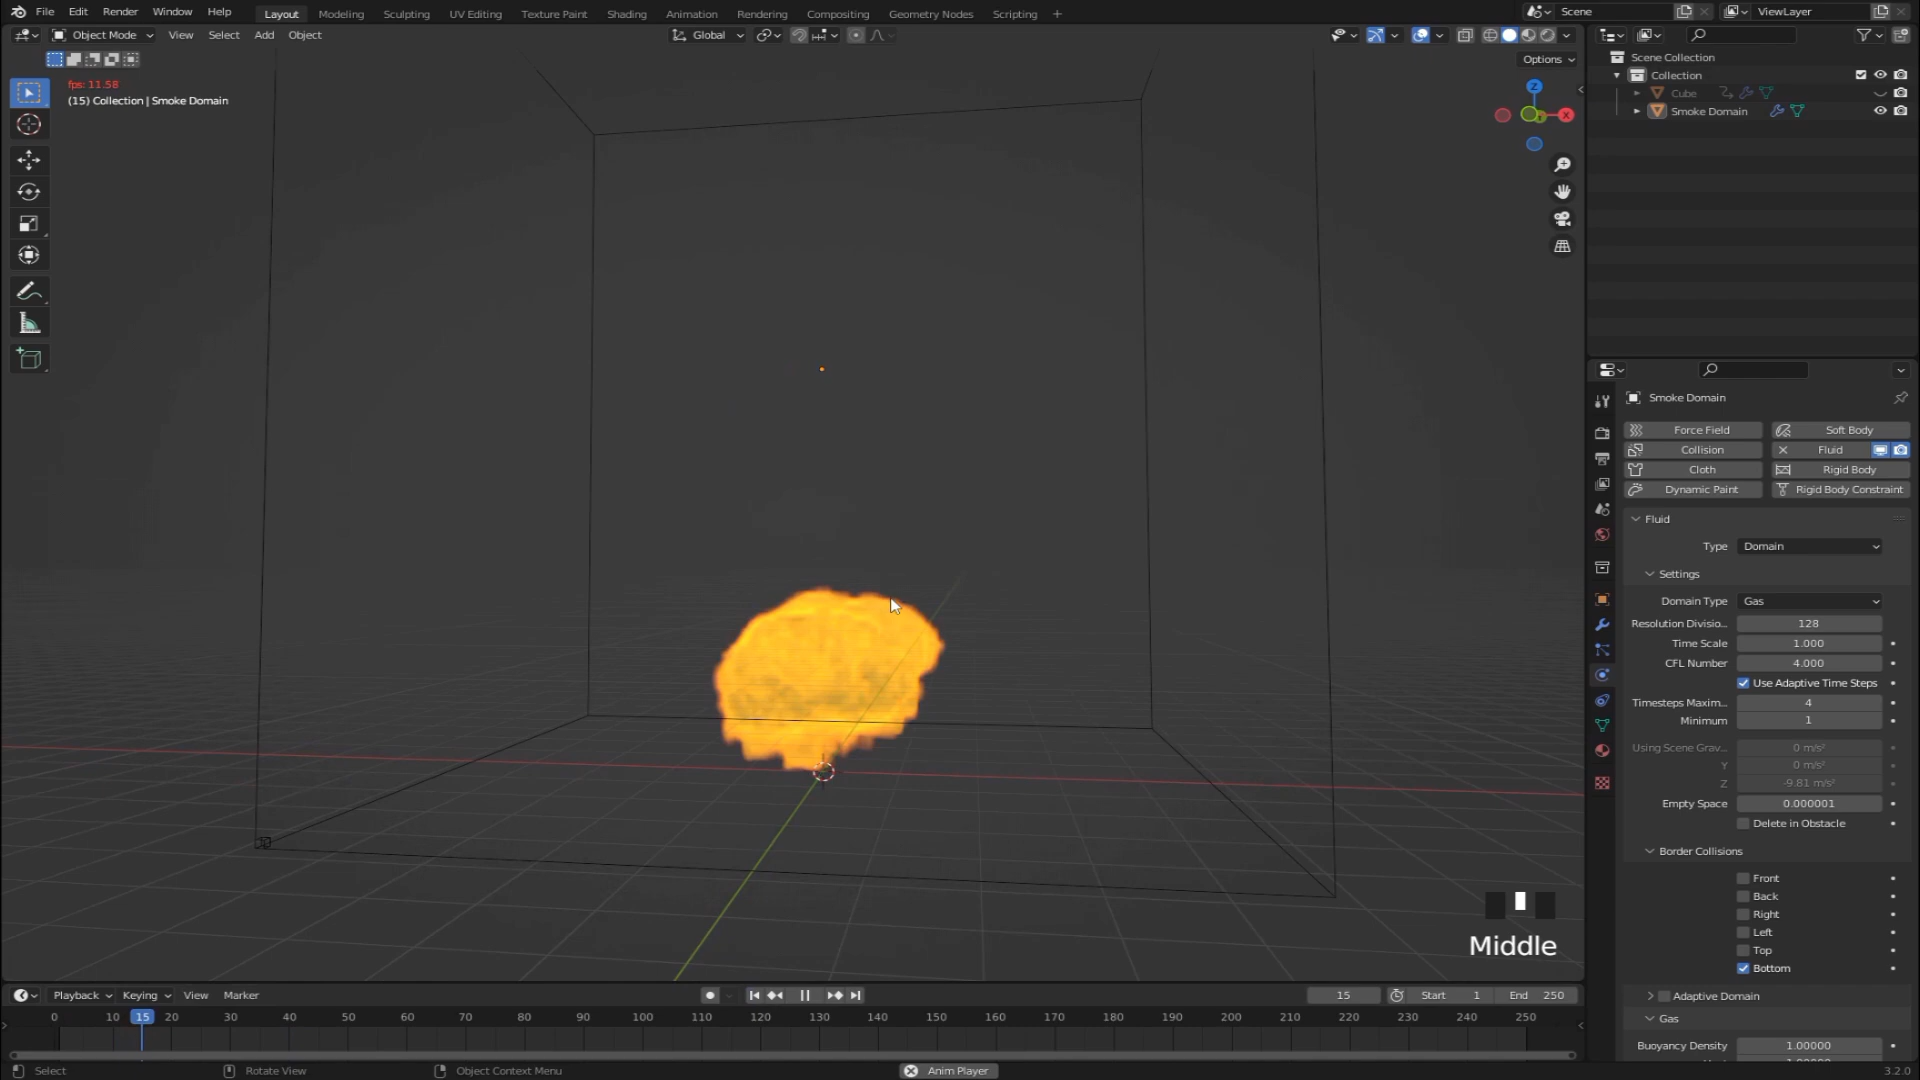 File Edit Render Window Help Layout Modeling Sculpting UV Editing Texture Paint Shading Animation Rendering Compositing Geometry Nodes Scripting + Scene ViewLayer
Object Mode View Select Add Object Global
Options
fps: 11.58
(15) Collection | Smoke Domain
Z
X
Scene Collection
Collection
Cube
Smoke Domain
Smoke Domain
Force Field Soft Body
Collision Fluid
Cloth Rigid Body
Dynamic Paint Rigid Body Constraint
Fluid
Type Domain
Settings
Domain Type Gas
Resolution Divisio... 128
Time Scale 1.000
CFL Number 4.000
Use Adaptive Time Steps
Timesteps Maxim... 4
Minimum 1
Using Scene Grav... 0 m/s²
Y 0 m/s²
Z -9.81 m/s²
Empty Space 0.000001
Delete in Obstacle
Border Collisions
Front
Back
Right
Left
Top
Bottom
Adaptive Domain
Gas
Buoyancy Density 1.00000
Middle
Playback Keying View Marker 15 Start 1 End 250
0 10 15 20 30 40 50 60 70 80 90 100 110 120 130 140 150 160 170 180 190 200 210 220 230 240 250
Select Rotate View Object Context Menu Anim Player 3.2.0